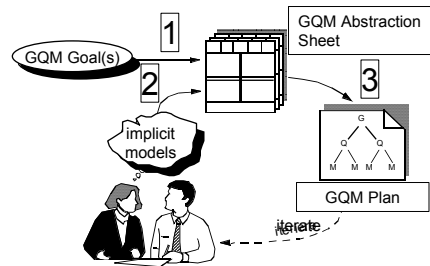 1
GQM Goal(s)
2
GQM Abstraction
Sheet
3
implicit
models
G
Q Q
M M M M
GQM Plan
iterate